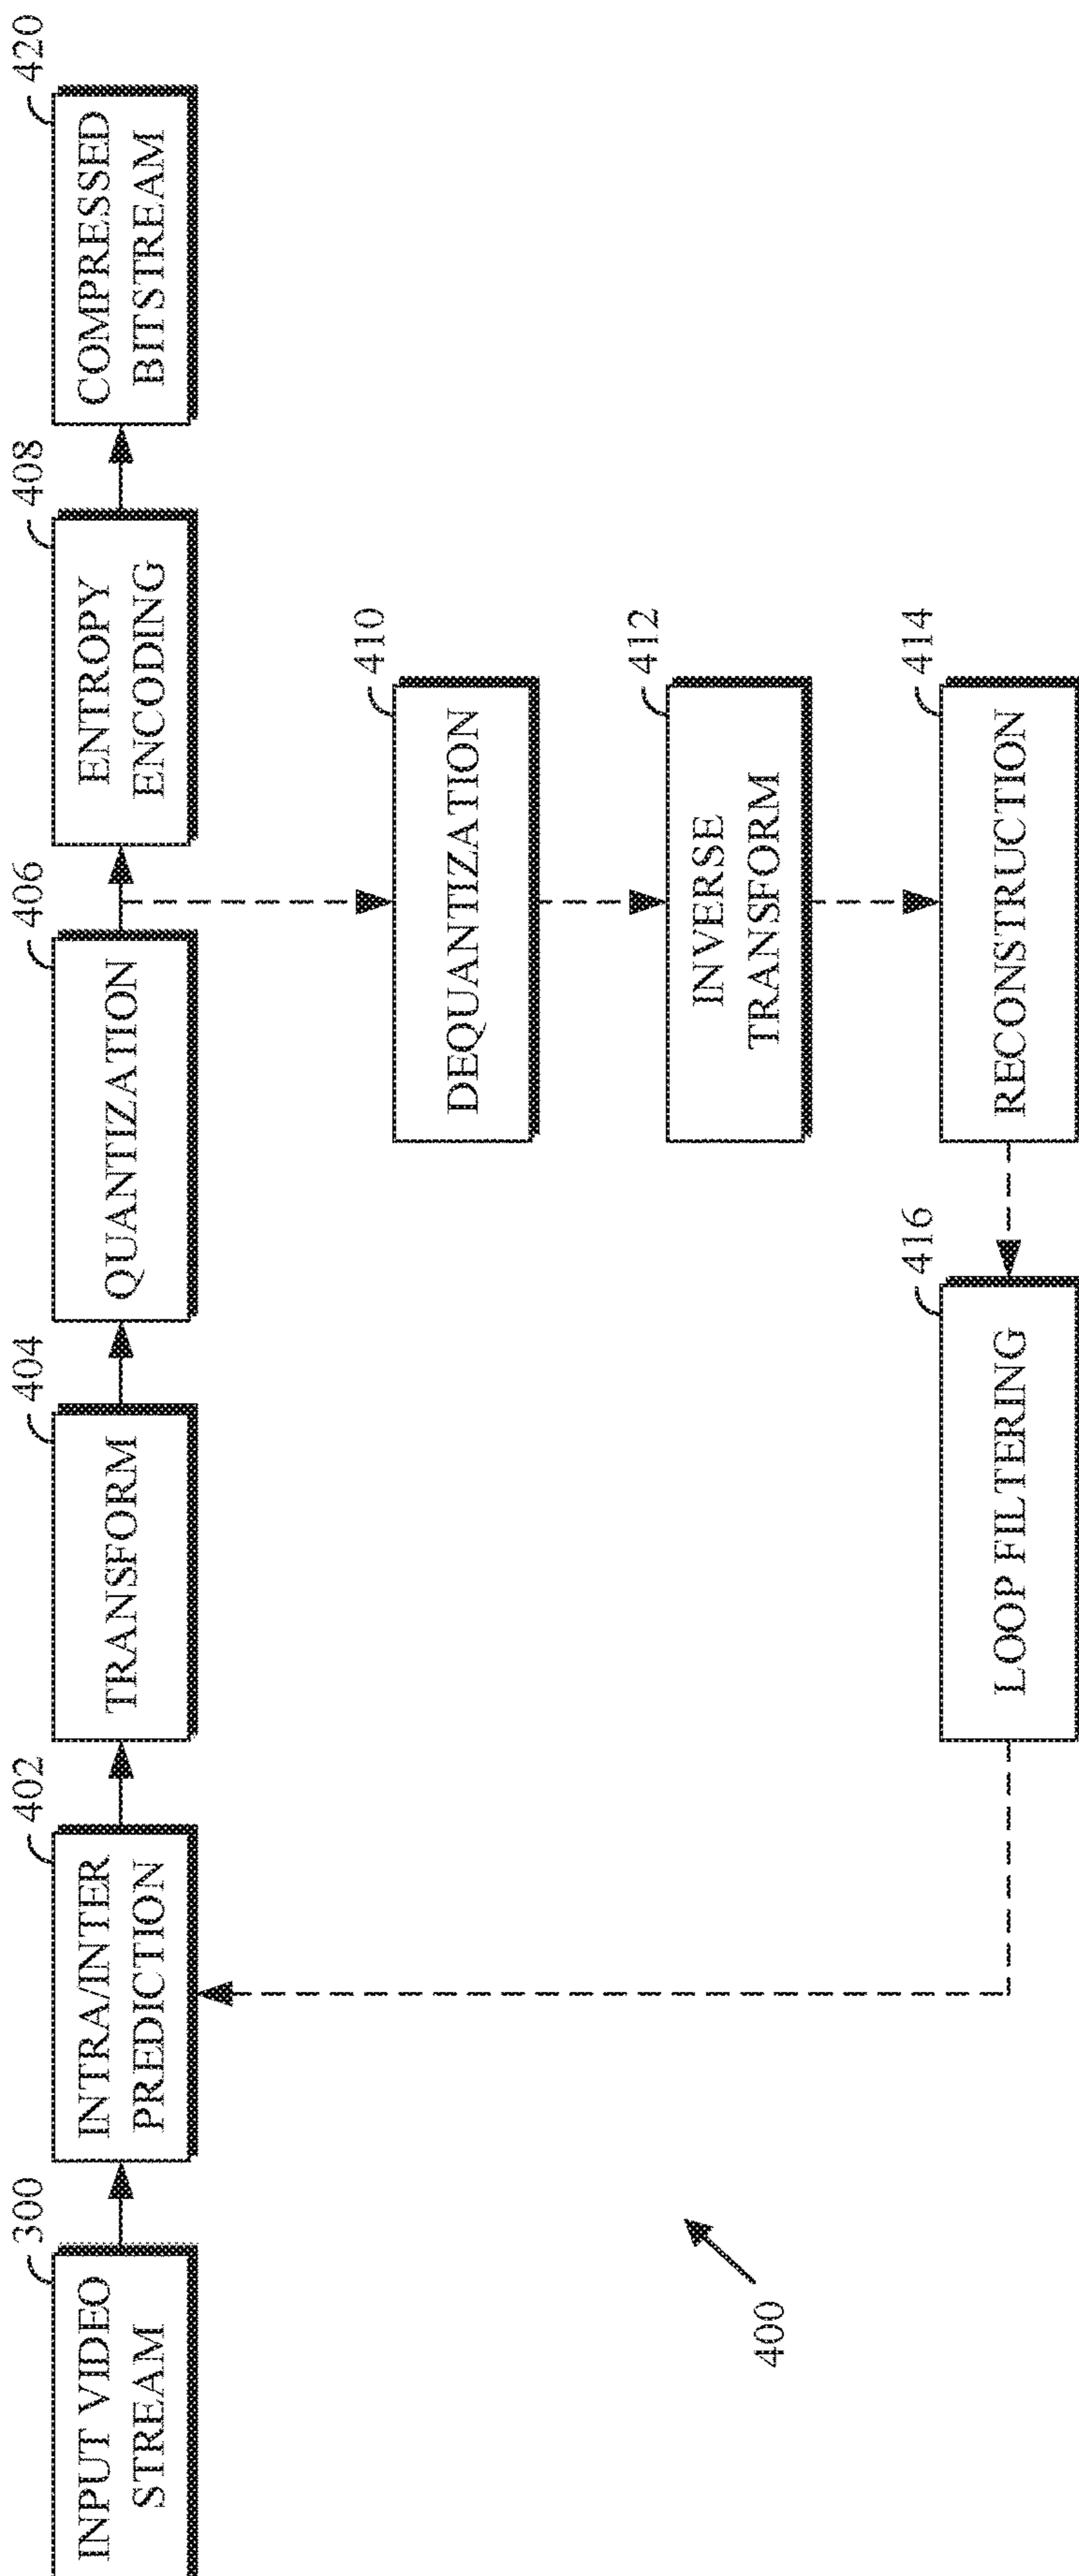 300
INPUT VIDEO
STREAM
402
INTRA/INTER
PREDICTION
404
TRANSFORM
406
QUANTIZATION
408
ENTROPY
ENCODING
420
COMPRESSED
BITSTREAM
410
DEQUANTIZATION
412
INVERSE
TRANSFORM
414
RECONSTRUCTION
416
LOOP FILTERING
400